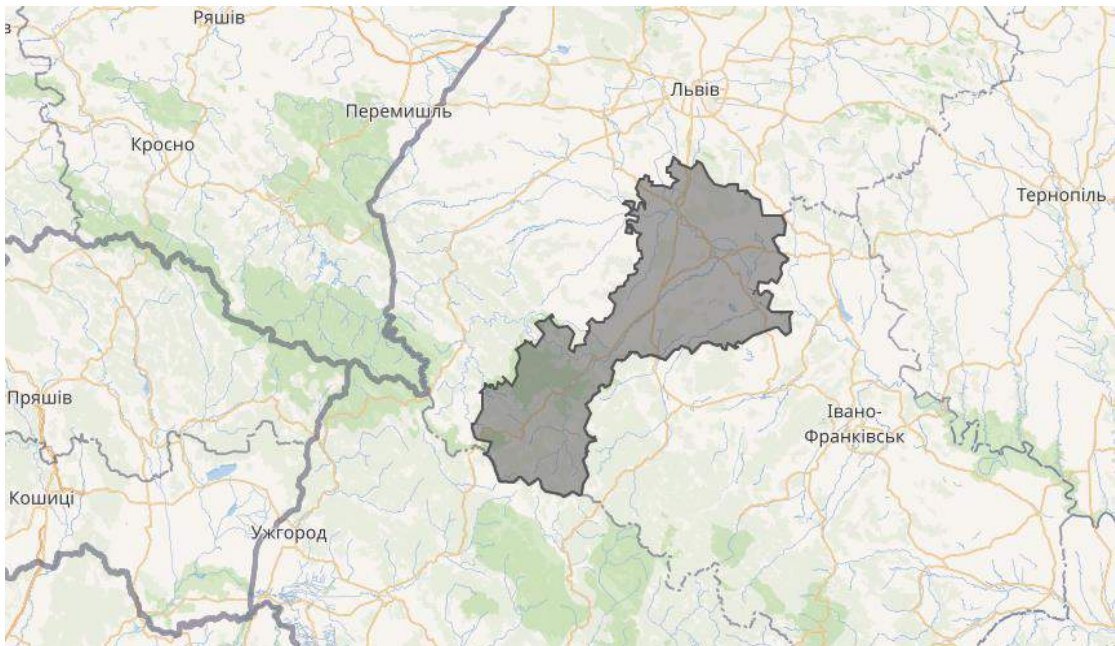 Ряшів
в
Львів
Перемишль
Кросно
Тернопіль
Пряшів
Івано-
Франківськ
Кошиці
Ужгород